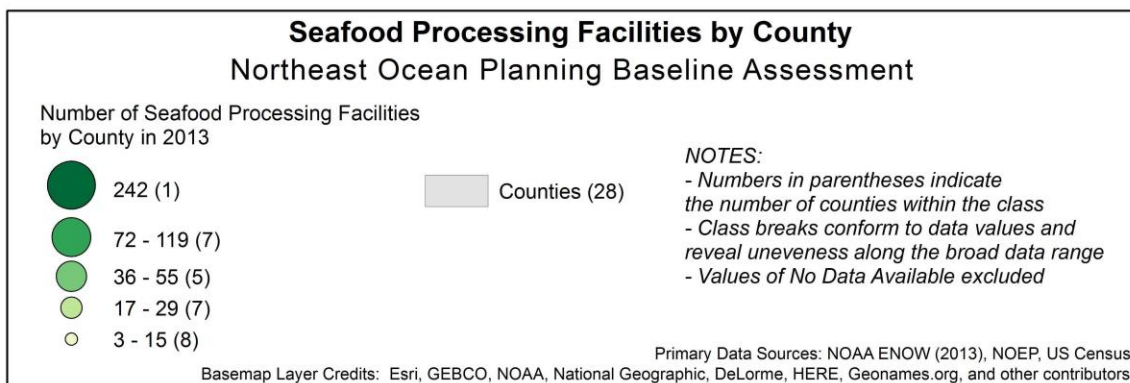 Seafood Processing Facilities by County
Northeast Ocean Planning Baseline Assessment
Number of Seafood Processing Facilities
by County in 2013
242 (1)
72 - 119 (7)
36 - 55 (5)
17 - 29 (7)
3 - 15 (8)
Counties (28)
NOTES:
- Numbers in parentheses indicate
the number of counties within the class
- Class breaks conform to data values and
reveal uneveness along the broad data range
- Values of No Data Available excluded
Primary Data Sources: NOAA ENOW (2013), NOEP, US Census
Basemap Layer Credits: Esri, GEBCO, NOAA, National Geographic, DeLorme, HERE, Geonames.org, and other contributors